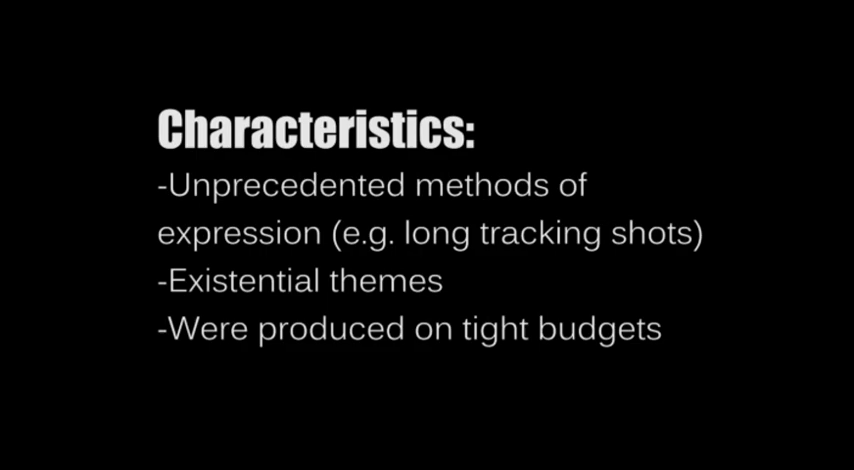 Characteristics:
-Unprecedented methods of
expression (e.g. long tracking shots)
-Existential themes
-Were produced on tight budgets